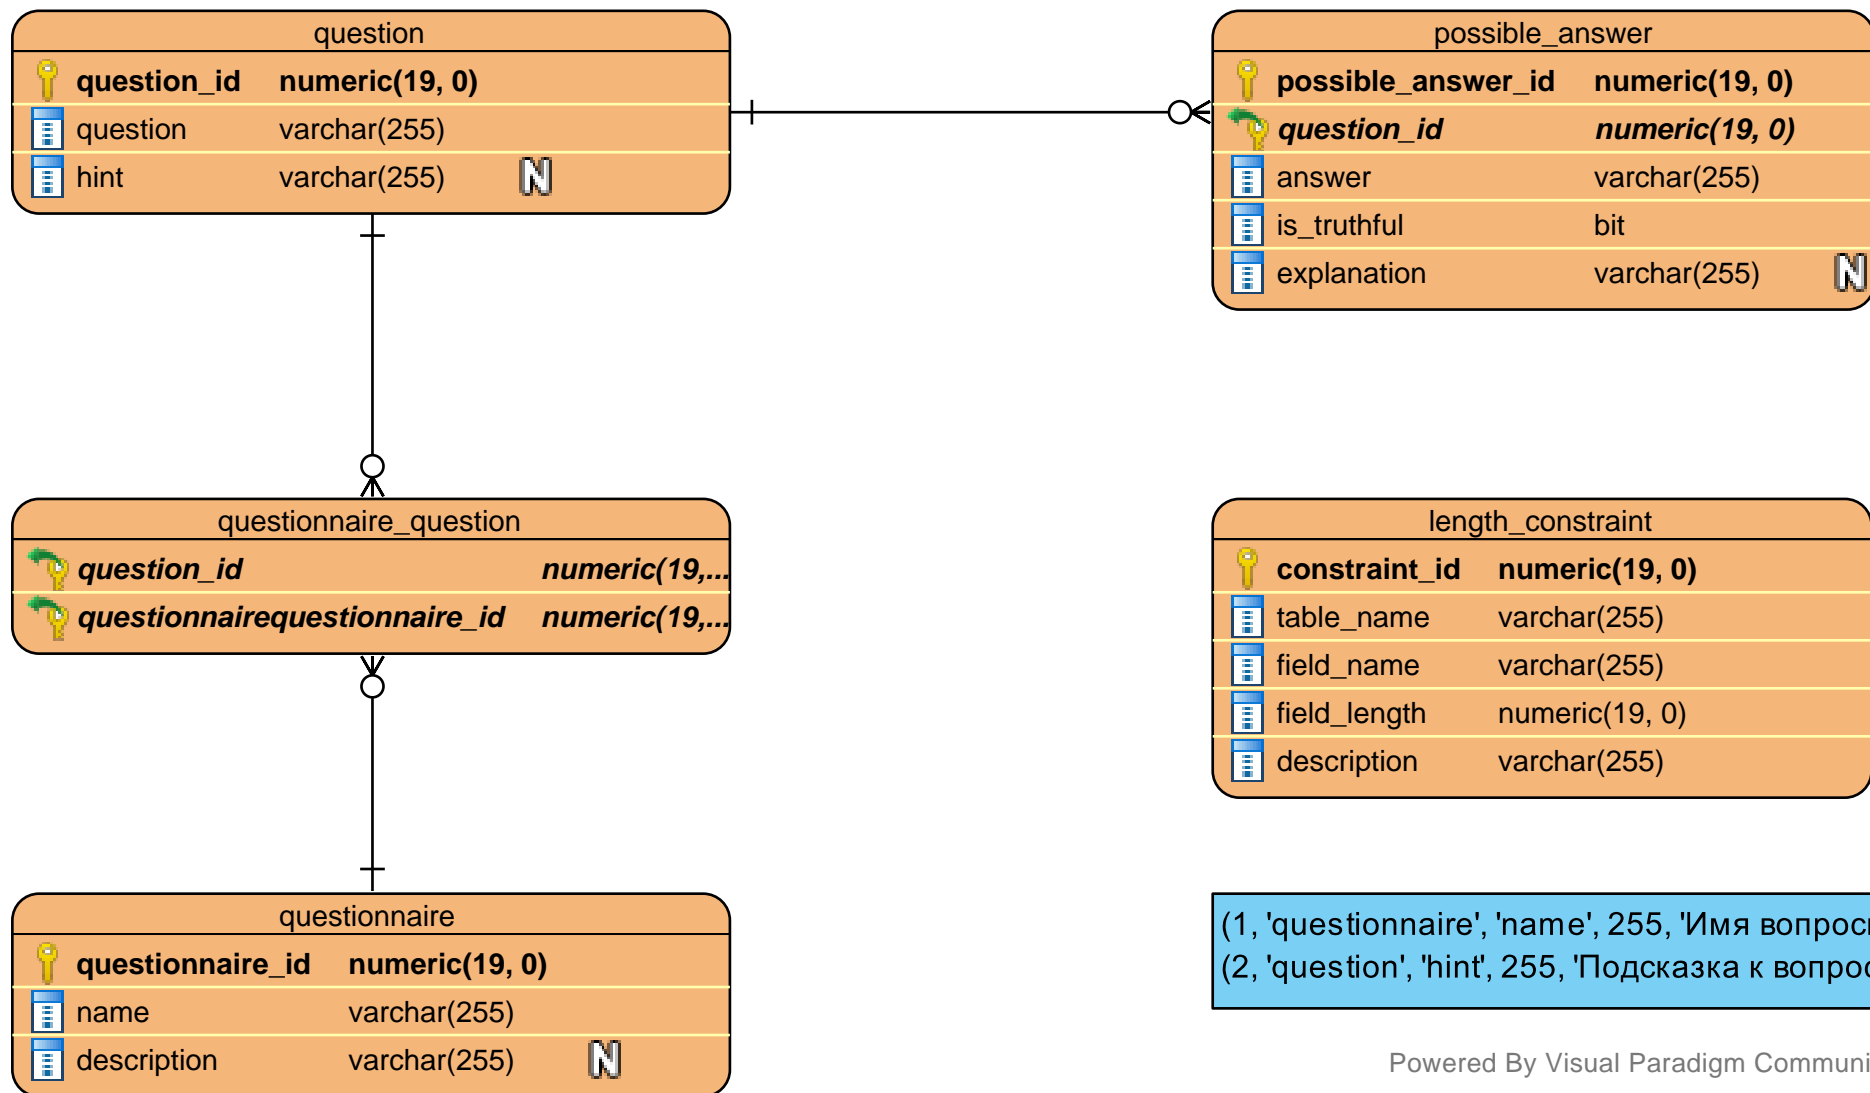 question
question_id numeric(19, 0)
question varchar(255)
hint varchar(255) N
possible_answer
possible_answer_id numeric(19, 0)
question_id numeric(19, 0)
answer varchar(255)
is_truthful bit
explanation varchar(255) N
questionnaire_question
question_id numeric(19,...
questionnairequestionnaire_id numeric(19,...
length_constraint
constraint_id numeric(19, 0)
table_name varchar(255)
field_name varchar(255)
field_length numeric(19, 0)
description varchar(255)
questionnaire
questionnaire_id numeric(19, 0)
name varchar(255)
description varchar(255) N
(1, 'questionnaire', 'name', 255, 'Имя
(2, 'question', 'hint', 255, 'Подсказка к
Powered By Visual Paradigm